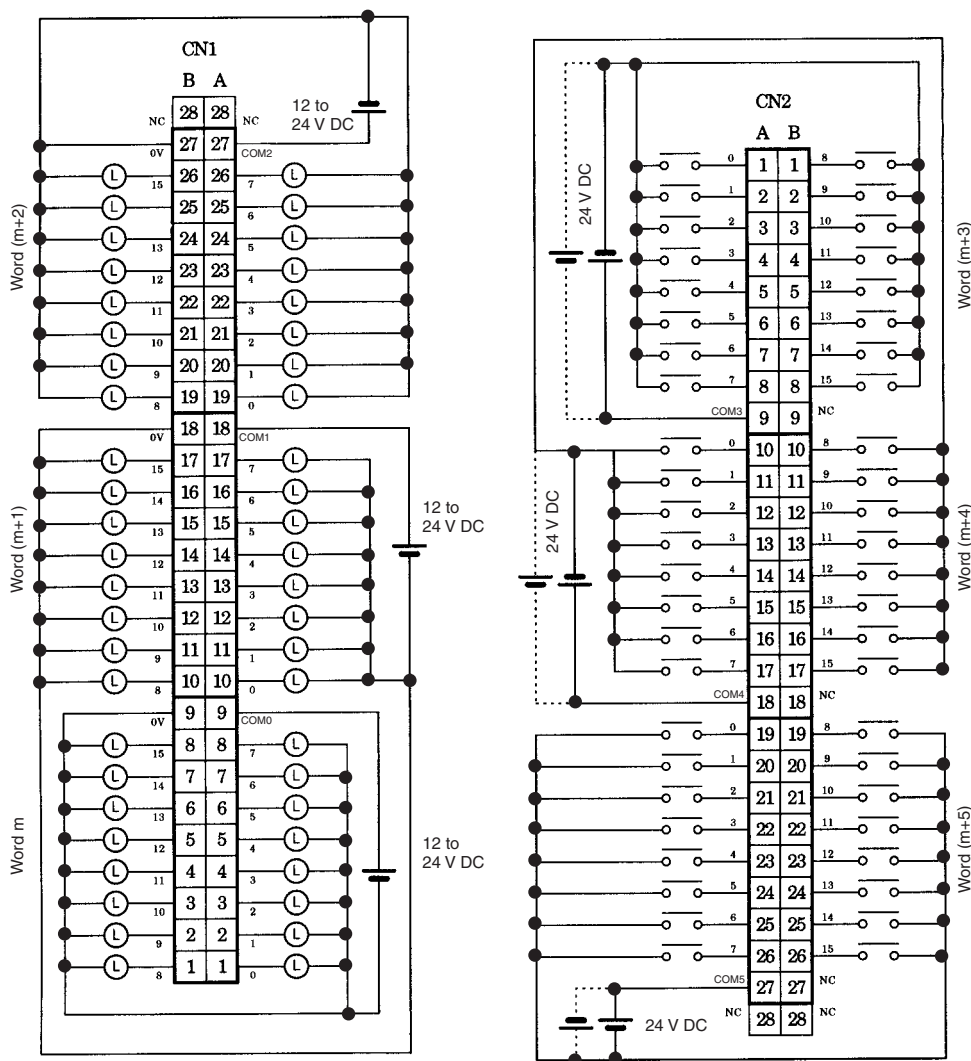 CN1
B A
NC 28 28 NC
12 to
24 V DC
0V 27 27 COM2
Word (m+2)
L 15 26 26 7 L
L 25 25 6 L
L 13 24 24 5 L
L 12 23 23 4 L
L 11 22 22 3 L
L 10 21 21 2 L
L 9 20 20 1 L
L 8 19 19 0 L
0V 18 18 COM1
Word (m+1)
L 15 17 17 7 L
L 14 16 16 6 L
L 13 15 15 5 L
L 12 14 14 4 L
L 11 13 13 3 L
L 10 12 12 2 L
L 9 11 11 1 L
L 8 10 10 0 L
12 to
24 V DC
0V 9 9 COM0
Word m
L 15 8 8 7 L
L 14 7 7 6 L
L 13 6 6 5 L
L 12 5 5 4 L
L 11 4 4 3 L
L 10 3 3 2 L
L 9 2 2 1 L
L 8 1 1 0 L
12 to
24 V DC
CN2
A B
24 V DC
0 1 1 8
1 2 2 9
2 3 3 10
3 4 4 11
4 5 5 12
5 6 6 13
6 7 7 14
7 8 8 15
Word (m+3)
COM3 9 9 NC
24 V DC
0 10 10 8
1 11 11 9
2 12 12 10
3 13 13 11
4 14 14 12
5 15 15 13
6 16 16 14
7 17 17 15
Word (m+4)
COM4 18 18 NC
0 19 19 8
1 20 20 9
2 21 21 10
3 22 22 11
4 23 23 12
5 24 24 13
6 25 25 14
7 26 26 15
Word (m+5)
COM5 27 27 NC
NC 28 28 NC
24 V DC